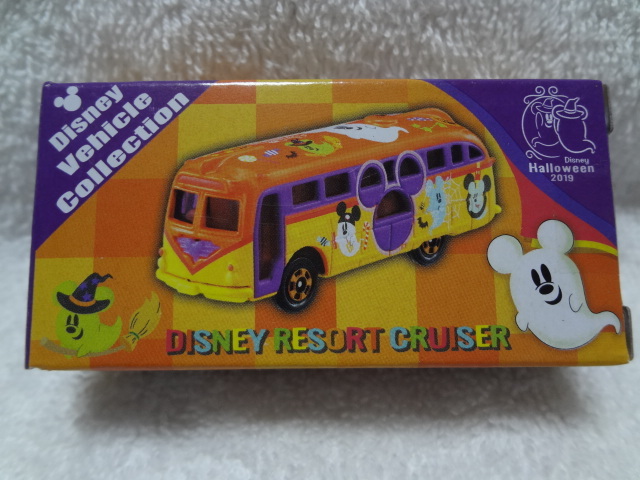 Disney
Vehicle
Collection
Disney
Halloween
2019
DISNEY RESORT CRUISER